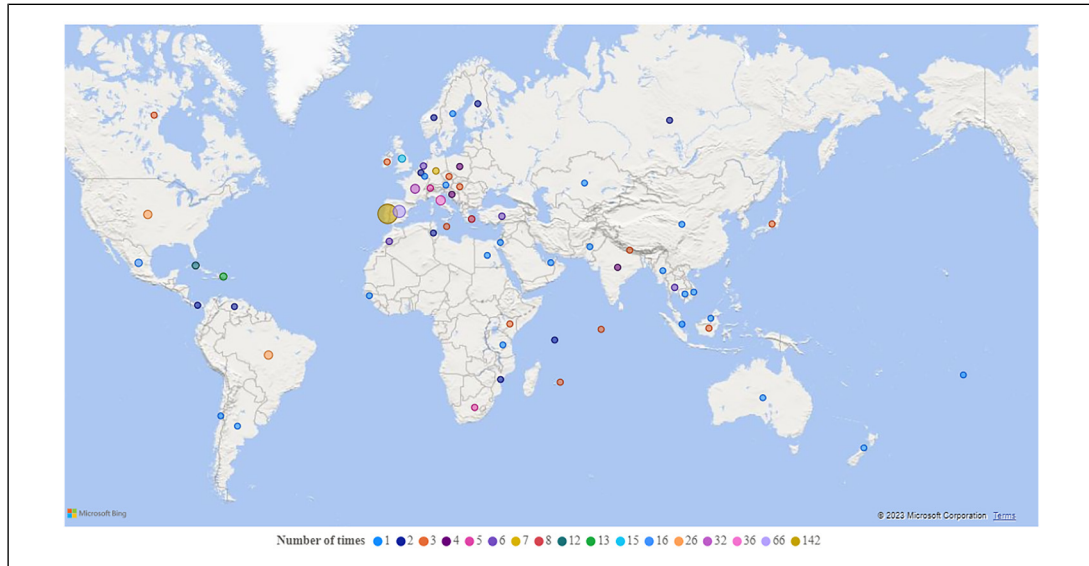 Microsoft Bing
© 2023 Microsoft Corporation Terms
Number of times 1 2 3 4 5 6 7 8 12 13 15 16 26 32 36 66 142